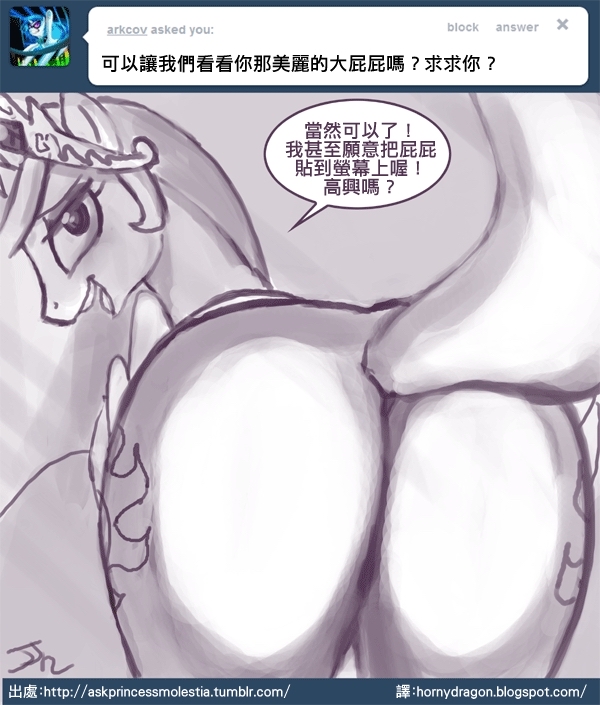 arkcov asked you:
block answer
可以讓我們看看你那美麗的大屁屁嗎？求求你？
當然可以了！
我甚至願意把屁屁
貼到螢幕上喔！
高興嗎？
出處:http://askprincessmolestia.tumblr.com/
譯:hornydragon.blogspot.com/